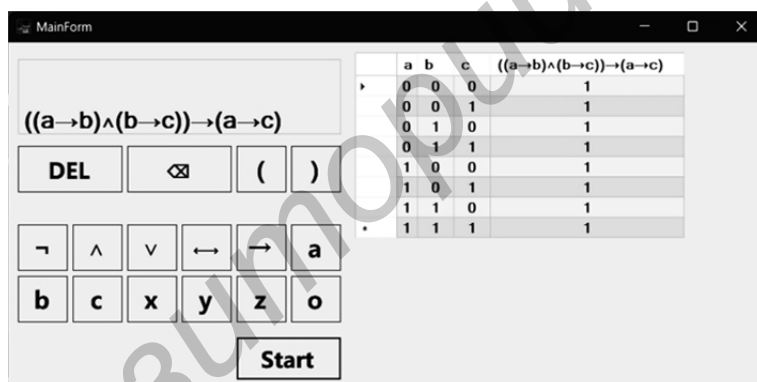 MainForm
((a→b)∧(b→c))→(a→c)
DEL ⌫ ( )
¬ ∧ ∨ ↔ → a
b c x y z o
Start
a b c ((a→b)∧(b→c))→(a→c)
0 0 0 1
0 0 1 1
0 1 0 1
0 1 1 1
1 0 0 1
1 0 1 1
1 1 0 1
1 1 1 1